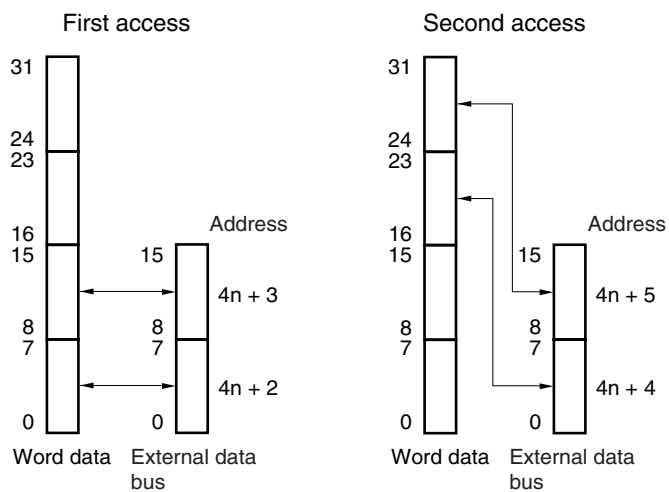 First access
31
24
23
16
15
8
7
0
Address
15
4n + 3
8
7
4n + 2
0
Word data
External data
bus
Second access
31
24
23
16
15
8
7
0
Address
15
4n + 5
8
7
4n + 4
0
Word data
External data
bus